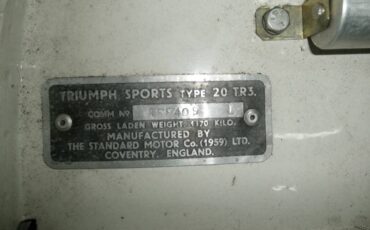 TRIUMPH SPORTS TYPE 20 TR3.
COMM Nº L
GROSS LADEN WEIGHT 1170 KILO.
MANUFACTURED BY
THE STANDARD MOTOR Co. (1959) LTD.
COVENTRY, ENGLAND.